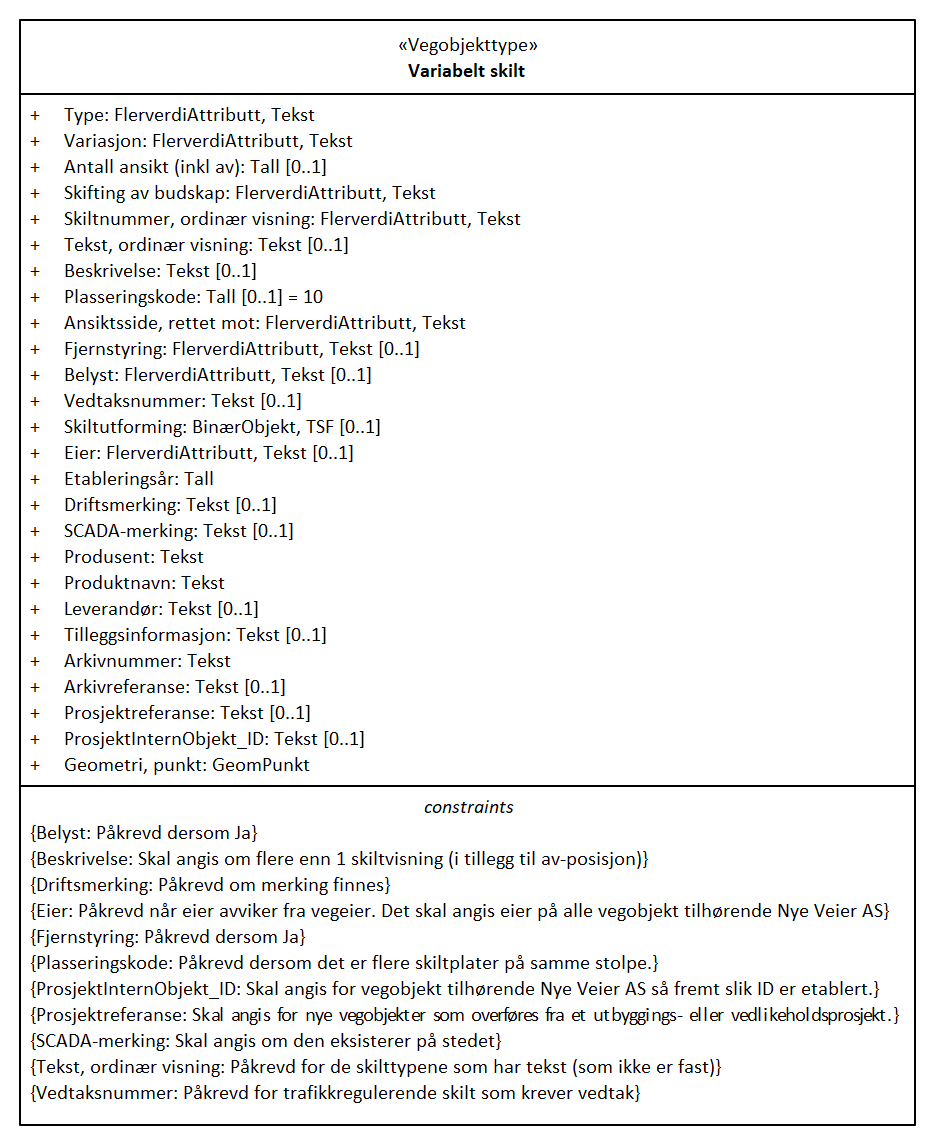 «Vegobjekttype»
Variabelt skilt
+ Type: FlerverdiAttributt, Tekst
+ Variasjon: FlerverdiAttributt, Tekst
+ Antall ansikt (inkl av): Tall [0..1]
+ Skifting av budskap: FlerverdiAttributt, Tekst
+ Skiltnummer, ordinær visning: FlerverdiAttributt, Tekst
+ Tekst, ordinær visning: Tekst [0..1]
+ Beskrivelse: Tekst [0..1]
+ Plasseringskode: Tall [0..1] = 10
+ Ansiktsside, rettet mot: FlerverdiAttributt, Tekst
+ Fjernstyring: FlerverdiAttributt, Tekst [0..1]
+ Belyst: FlerverdiAttributt, Tekst [0..1]
+ Vedtaksnummer: Tekst [0..1]
+ Skiltutforming: BinærObjekt, TSF [0..1]
+ Eier: FlerverdiAttributt, Tekst [0..1]
+ Etableringsår: Tall
+ Driftsmerking: Tekst [0..1]
+ SCADA-merking: Tekst [0..1]
+ Produsent: Tekst
+ Produktnavn: Tekst
+ Leverandør: Tekst [0..1]
+ Tilleggsinformasjon: Tekst [0..1]
+ Arkivnummer: Tekst
+ Arkivreferanse: Tekst [0..1]
+ Prosjektreferanse: Tekst [0..1]
+ ProsjektInternObjekt_ID: Tekst [0..1]
+ Geometri, punkt: GeomPunkt
constraints
{Belyst: Påkrevd dersom Ja}
{Beskrivelse: Skal angis om flere enn 1 skiltvisning (i tillegg til av-posisjon)}
{Driftsmerking: Påkrevd om merking finnes}
{Eier: Påkrevd når eier avviker fra vegeier. Det skal angis eier på alle vegobjekt tilhørende Nye Veier AS}
{Fjernstyring: Påkrevd dersom Ja}
{Plasseringskode: Påkrevd dersom det er flere skiltplater på samme stolpe.}
{ProsjektInternObjekt_ID: Skal angis for vegobjekt tilhørende Nye Veier AS så fremt slik ID er etablert.}
{Prosjektreferanse: Skal angis for nye vegobjekter som overføres fra et utbyggings- eller vedlikeholdsprosjekt.}
{SCADA-merking: Skal angis om den eksisterer på stedet}
{Tekst, ordinær visning: Påkrevd for de skilttypene som har tekst (som ikke er fast)}
{Vedtaksnummer: Påkrevd for trafikkregulerende skilt som krever vedtak}